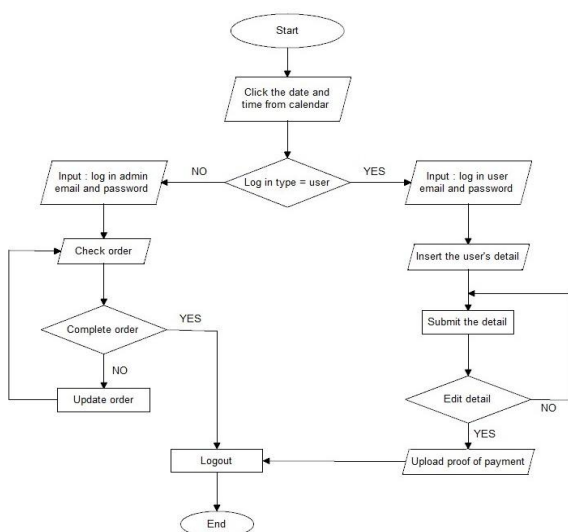 Start
Click the date and
time from calendar
Log in type = user
NO
YES
Input : log in admin
email and password
Input : log in user
email and password
Check order
Insert the user's detail
Complete order
YES
NO
Update order
Submit the detail
Edit detail
NO
YES
Upload proof of payment
Logout
End